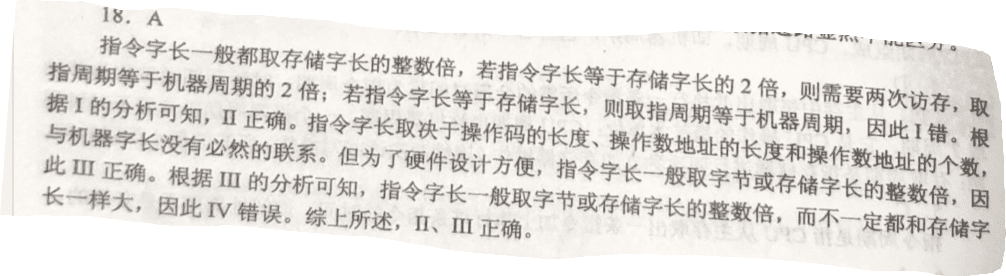 18. A
指令字长一般都取存储字长的整数倍，若指令字长等于存储字长的 2 倍，则需要两次访存，取
指周期等于机器周期的 2 倍；若指令字长等于存储字长，则取指周期等于机器周期，因此 I 错。根
据 I 的分析可知，II 正确。指令字长取决于操作码的长度、操作数地址的长度和操作数地址的个数，
与机器字长没有必然的联系。但为了硬件设计方便，指令字长一般取字节或存储字长的整数倍，因
此 III 正确。根据 III 的分析可知，指令字长一般取字节或存储字长的整数倍，而不一定都和存储字
长一样大，因此 IV 错误。综上所述，II、III 正确。